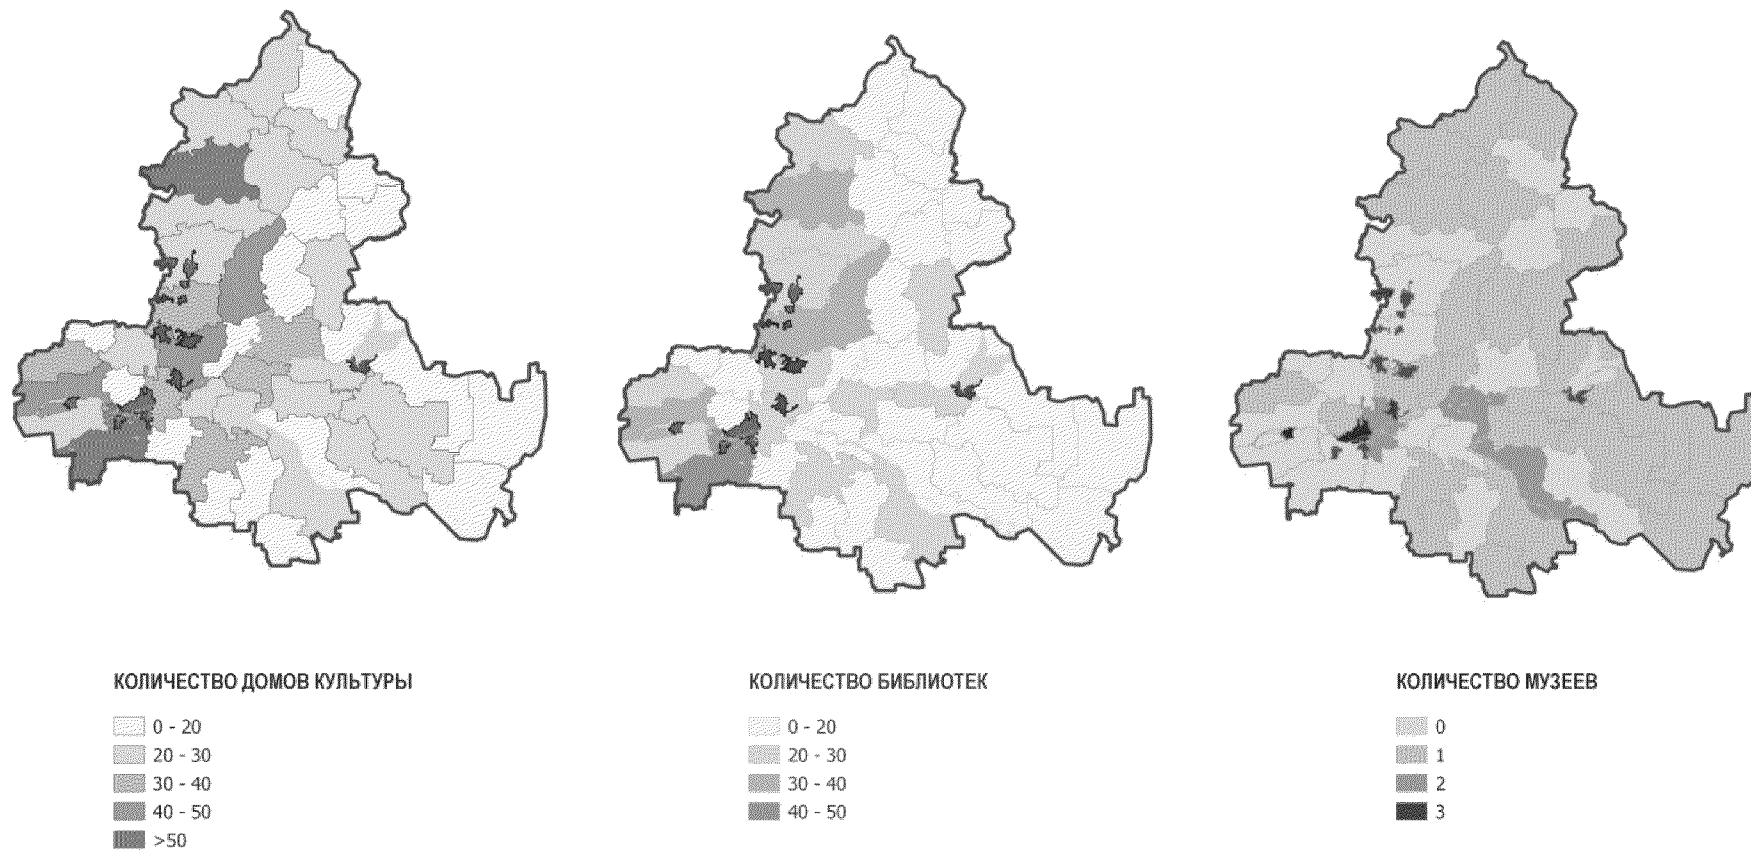 КОЛИЧЕСТВО ДОМОВ КУЛЬТУРЫ
0 - 20
20 - 30
30 - 40
40 - 50
>50
КОЛИЧЕСТВО БИБЛИОТЕК
0 - 20
20 - 30
30 - 40
40 - 50
КОЛИЧЕСТВО МУЗЕЕВ
0
1
2
3